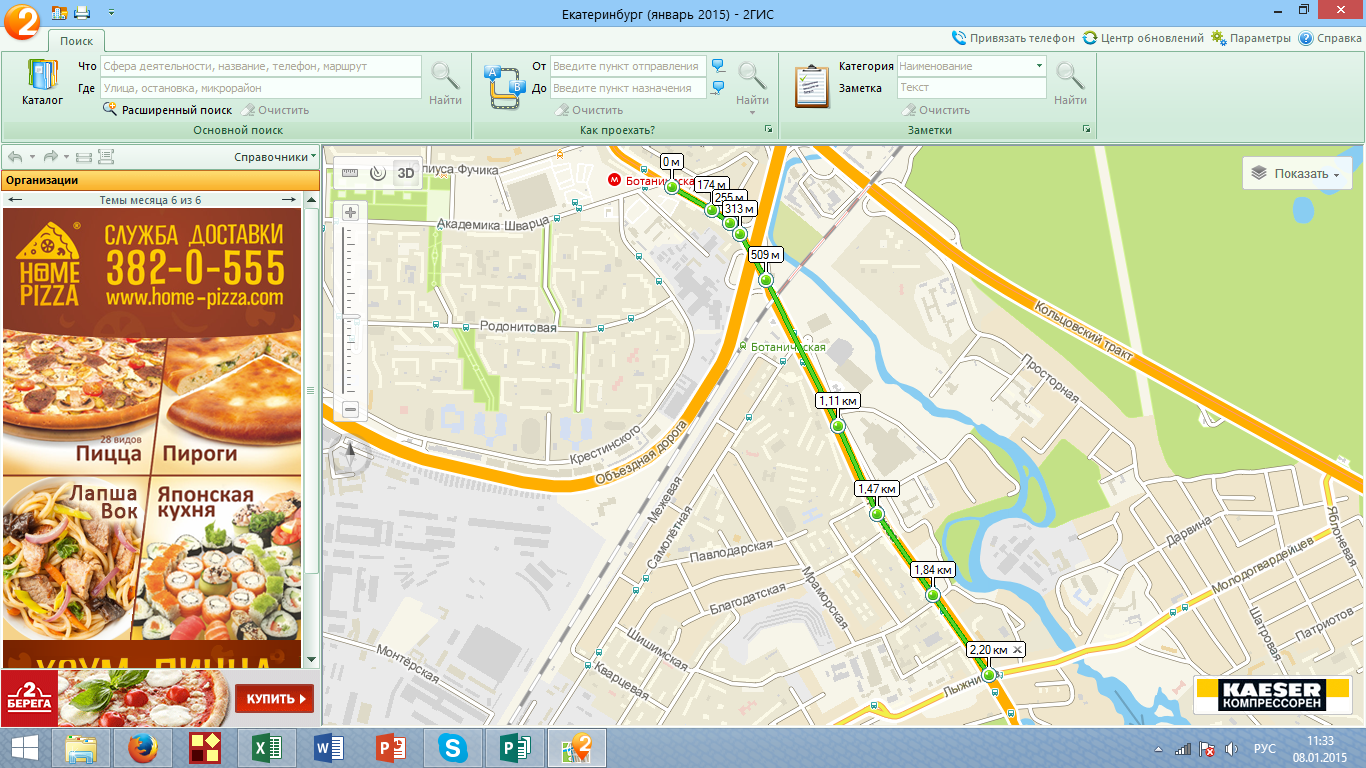 Екатеринбург (январь 2015) - 2ГИС
Поиск
Привязать телефон
Центр обновлений
Параметры
Справка
Каталог
Что
Сфера деятельности, название, телефон, маршрут
Где
Улица, остановка, микрорайон
Расширенный поиск
Очистить
Найти
Основной поиск
A
B
От
Введите пункт отправления
До
Введите пункт назначения
Очистить
Найти
Как проехать?
Категория
Наименование
Заметка
Текст
Очистить
Найти
Заметки
Справочники
Организации
Темы месяца 6 из 6
HOME
PIZZA
®
СЛУЖБА ДОСТАВКИ
382-0-555
www.home-pizza.com
28 видов
Пицца
Пироги
Лапша
Вок
Японская
кухня
2
БЕРЕГА
КУПИТЬ
3D
Показать
0 м
174 м
255 м
313 м
509 м
1,11 км
1,47 км
1,84 км
2,20 км
Академика Шварца
Родонитовая
Ботаническая
Крестинского
Объездная дорога
Кольцовский тракт
Просторная
Межевая
Самолётная
Павлодарская
Благодатская
Мраморская
Шишимская
Кварцевая
Монтёрская
Дарвина
Молодогвардейцев
Яблоневая
Шатровая
Патриотов
KAESER
КОМПРЕССОРЕН
РУС
11:33
08.01.2015